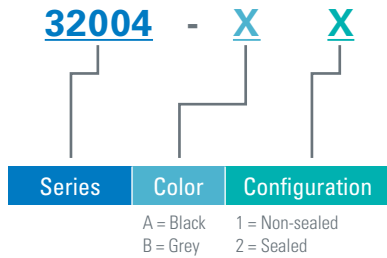 32004 - X X
Series Color Configuration
A = Black 1 = Non-sealed
B = Grey 2 = Sealed